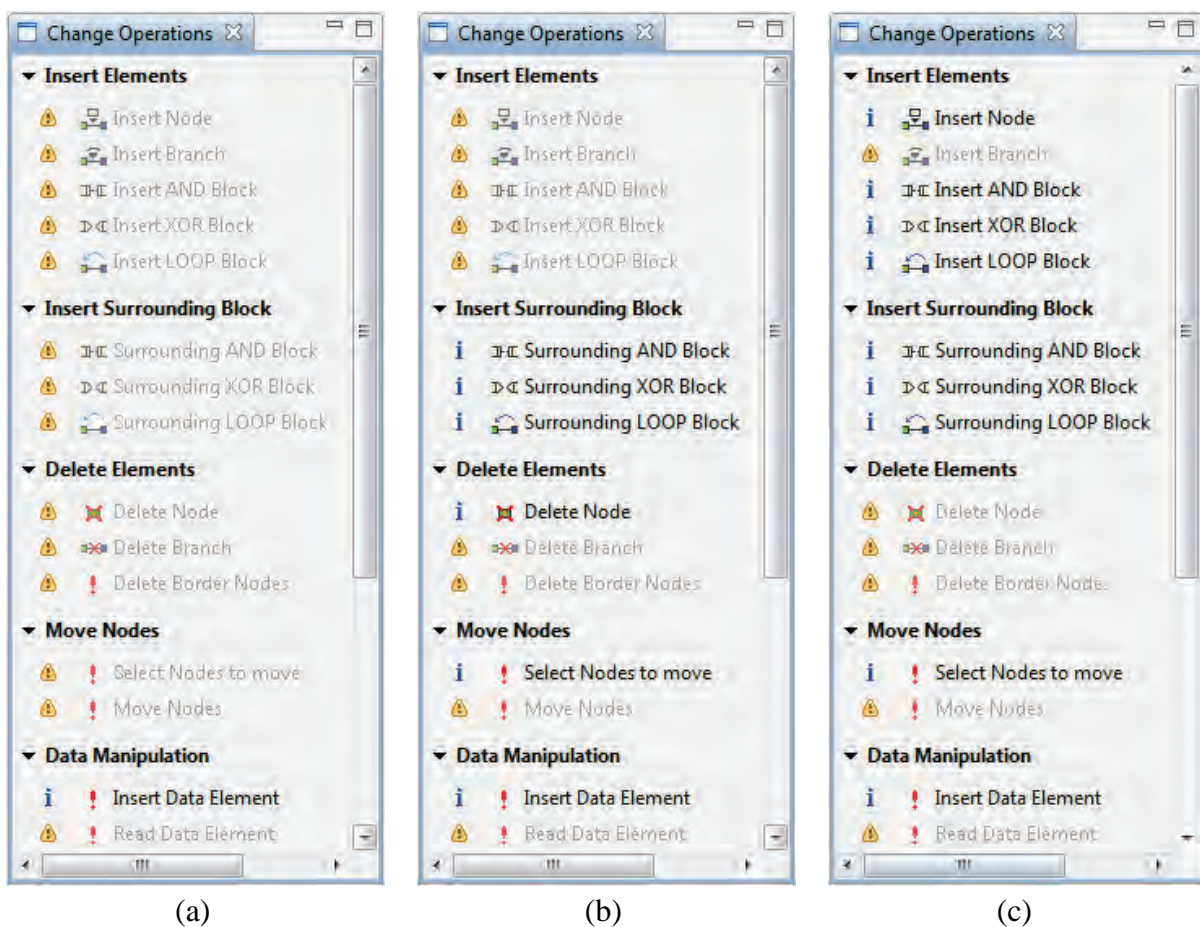 Change Operations
Insert Elements
Insert Node
Insert Branch
Insert AND Block
Insert XOR Block
Insert LOOP Block
Insert Surrounding Block
Surrounding AND Block
Surrounding XOR Block
Surrounding LOOP Block
Delete Elements
Delete Node
Delete Branch
Delete Border Nodes
Move Nodes
Select Nodes to move
Move Nodes
Data Manipulation
Insert Data Element
Read Data Element
(a)
Change Operations
Insert Elements
Insert Node
Insert Branch
Insert AND Block
Insert XOR Block
Insert LOOP Block
Insert Surrounding Block
Surrounding AND Block
Surrounding XOR Block
Surrounding LOOP Block
Delete Elements
Delete Node
Delete Branch
Delete Border Nodes
Move Nodes
Select Nodes to move
Move Nodes
Data Manipulation
Insert Data Element
Read Data Element
(b)
Change Operations
Insert Elements
Insert Node
Insert Branch
Insert AND Block
Insert XOR Block
Insert LOOP Block
Insert Surrounding Block
Surrounding AND Block
Surrounding XOR Block
Surrounding LOOP Block
Delete Elements
Delete Node
Delete Branch
Delete Border Nodes
Move Nodes
Select Nodes to move
Move Nodes
Data Manipulation
Insert Data Element
Read Data Element
(c)